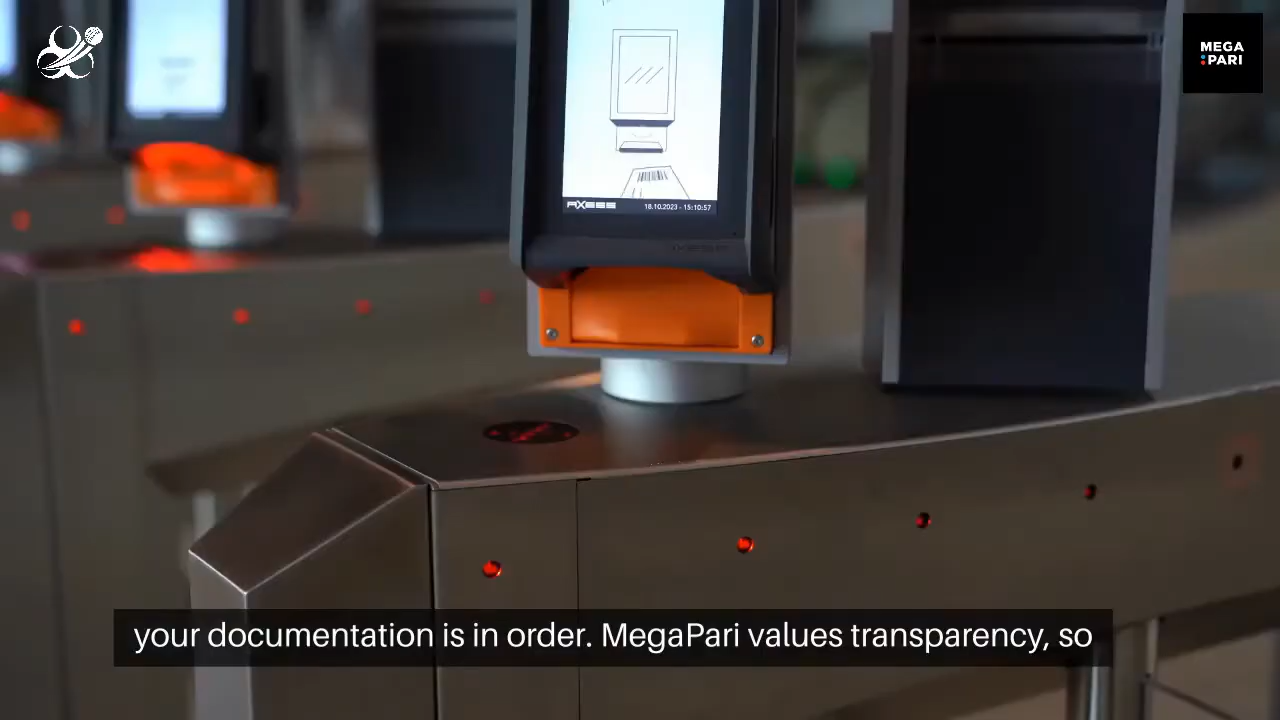 MEGA
PARI
AXESS
18.10.2023 - 15:10:57
your documentation is in order. MegaPari values transparency, so